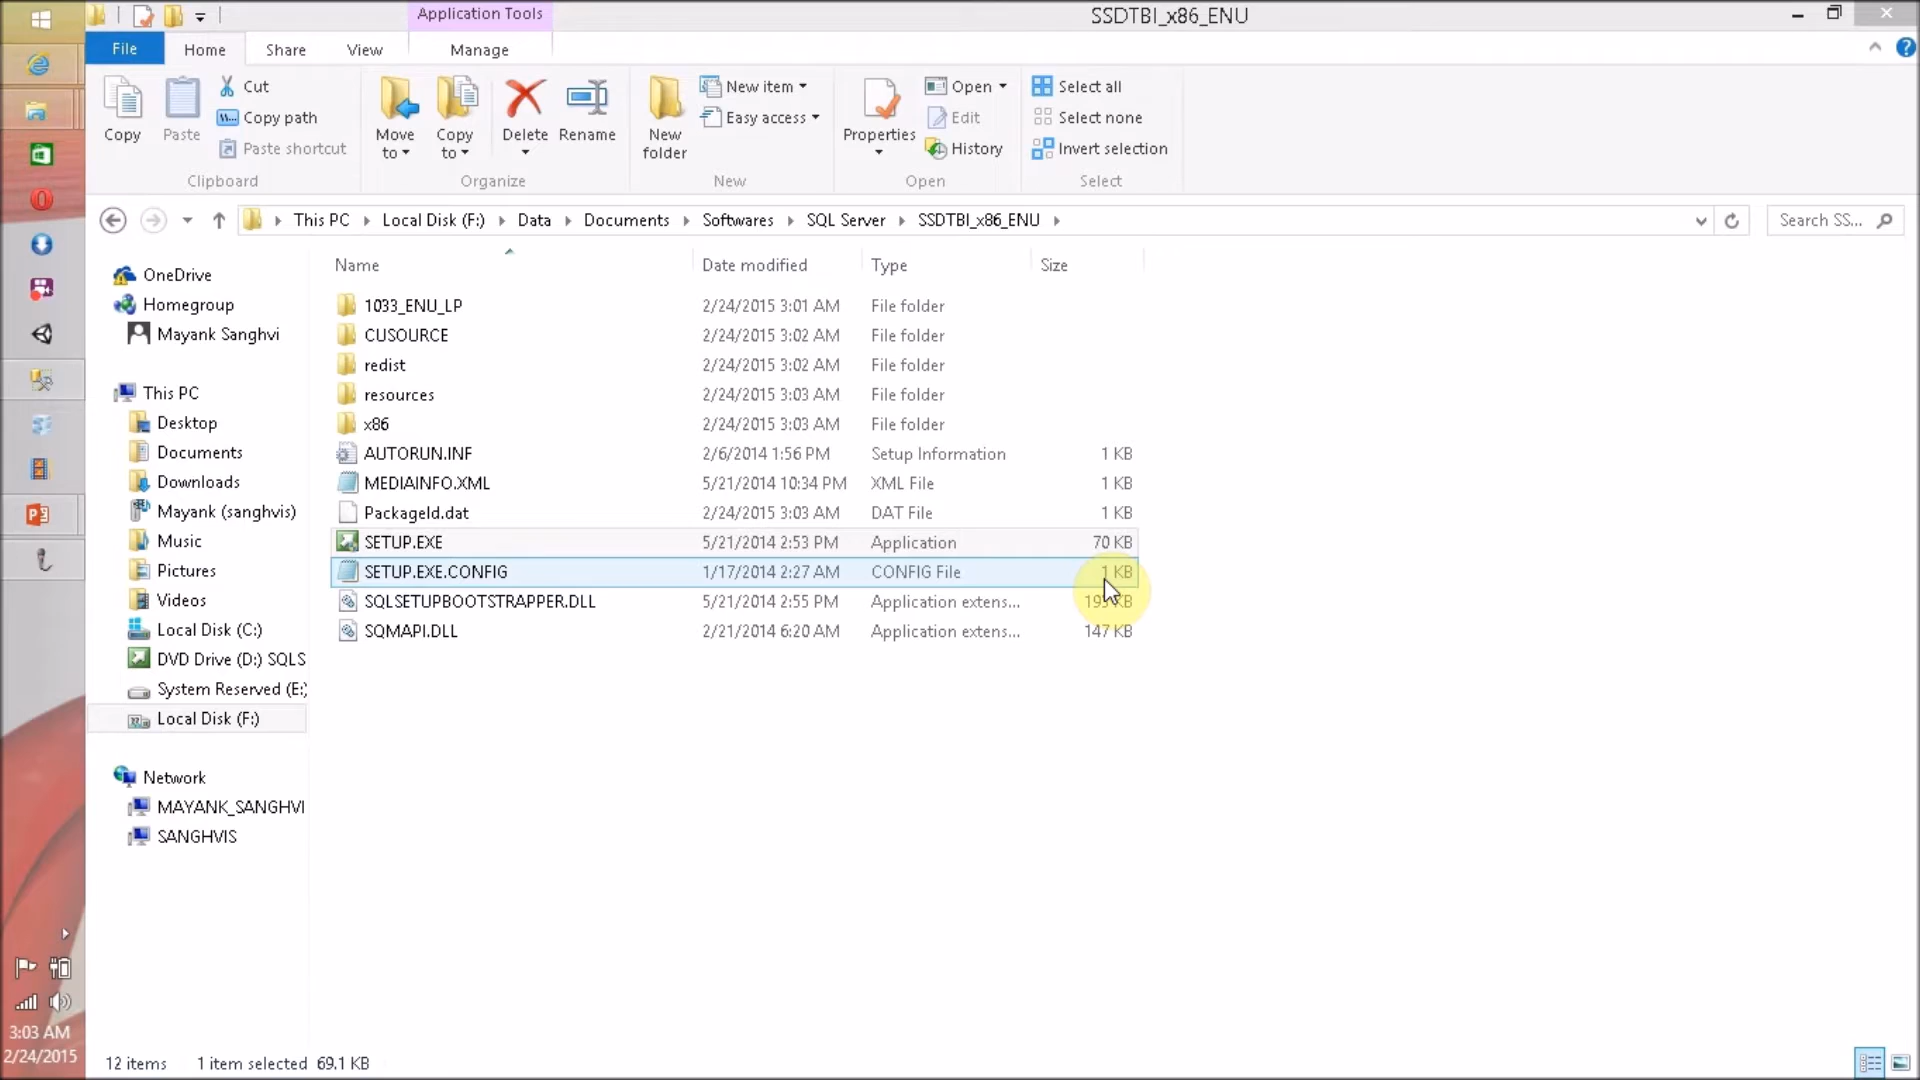 Application Tools
SSDTBI_x86_ENU
File
Home
Share
View
Manage
Copy
Paste
Cut
Copy path
Paste shortcut
Clipboard
Move to
Copy to
Delete
Rename
Organize
New folder
New item
Easy access
New
Properties
Open
Edit
History
Open
Select all
Select none
Invert selection
Select
This PC
Local Disk (F:)
Data
Documents
Softwares
SQL Server
SSDTBI_x86_ENU
Search SS...
Name
Date modified
Type
Size
OneDrive
Homegroup
Mayank Sanghvi
This PC
Desktop
Documents
Downloads
Mayank (sanghvis)
Music
Pictures
Videos
Local Disk (C:)
DVD Drive (D:) SQLS
System Reserved (E:)
Local Disk (F:)
Network
MAYANK_SANGHVI
SANGHVIS
1033_ENU_LP 2/24/2015 3:01 AM File folder
CUSOURCE 2/24/2015 3:02 AM File folder
redist 2/24/2015 3:02 AM File folder
resources 2/24/2015 3:03 AM File folder
x86 2/24/2015 3:03 AM File folder
AUTORUN.INF 2/6/2014 1:56 PM Setup Information 1 KB
MEDIAINFO.XML 5/21/2014 10:34 PM XML File 1 KB
PackageId.dat 2/24/2015 3:03 AM DAT File 1 KB
SETUP.EXE 5/21/2014 2:53 PM Application 70 KB
SETUP.EXE.CONFIG 1/17/2014 2:27 AM CONFIG File 1 KB
SQLSETUPBOOTSTRAPPER.DLL 5/21/2014 2:55 PM Application extens... KB
SQMAPI.DLL 2/21/2014 6:20 AM Application extens... 147 KB
3:03 AM
2/24/2015
12 items
1 item selected 69.1 KB